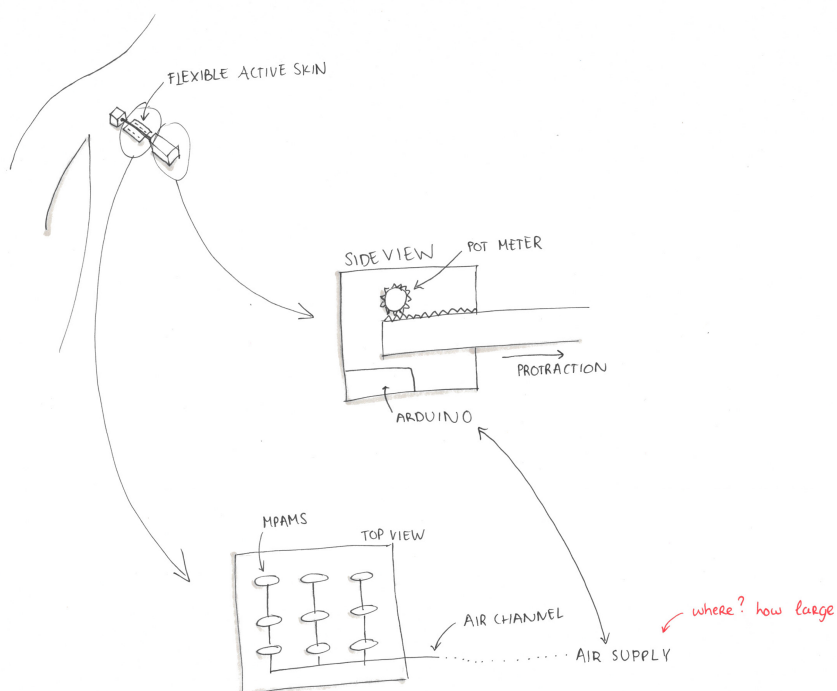 FLEXIBLE ACTIVE SKIN
SIDE VIEW
POT METER
PROTRACTION
ARDUINO
MPAMS
TOP VIEW
AIR CHANNEL
where? how large
AIR SUPPLY